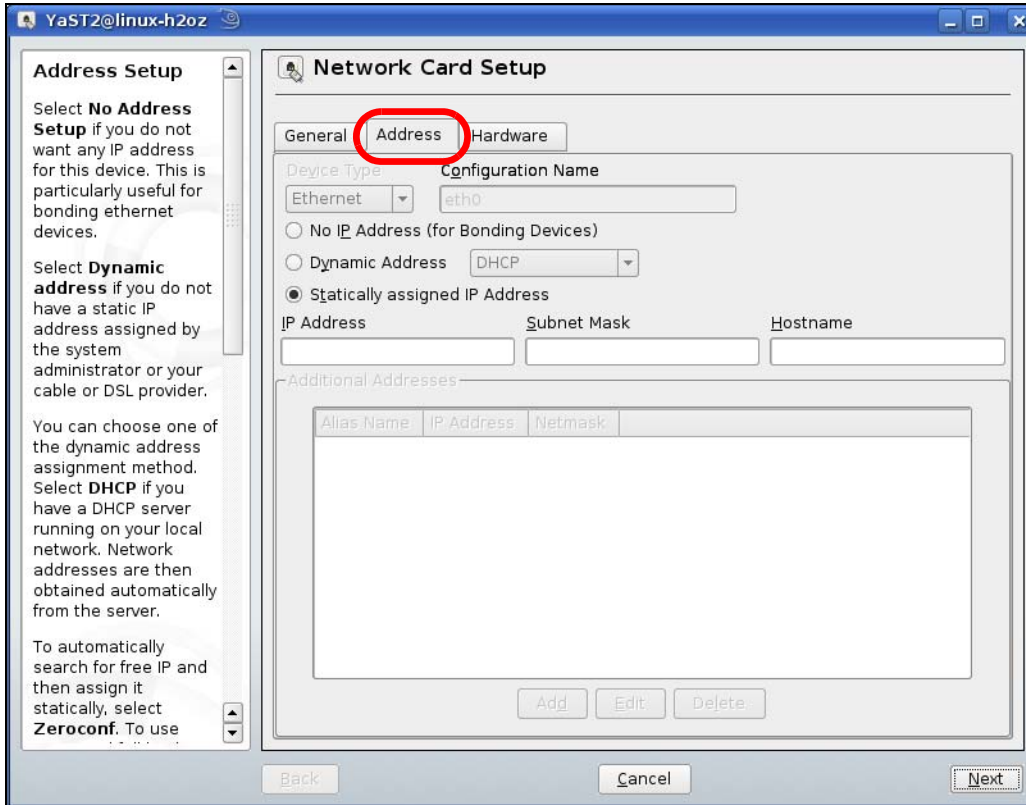 YaST2@linux-h2oz
Address Setup
Select No Address
Setup if you do not
want any IP address
for this device. This is
particularly useful for
bonding ethernet
devices.
Select Dynamic
address if you do not
have a static IP
address assigned by
the system
administrator or your
cable or DSL provider.
You can choose one of
the dynamic address
assignment method.
Select DHCP if you
have a DHCP server
running on your local
network. Network
addresses are then
obtained automatically
from the server.
To automatically
search for free IP and
then assign it
statically, select
Zeroconf. To use
Network Card Setup
General Address Hardware
Device Type Configuration Name
Ethernet eth0
No IP Address (for Bonding Devices)
Dynamic Address DHCP
Statically assigned IP Address
IP Address Subnet Mask Hostname
Additional Addresses
Alias Name IP Address Netmask
Add Edit Delete
Back Cancel Next